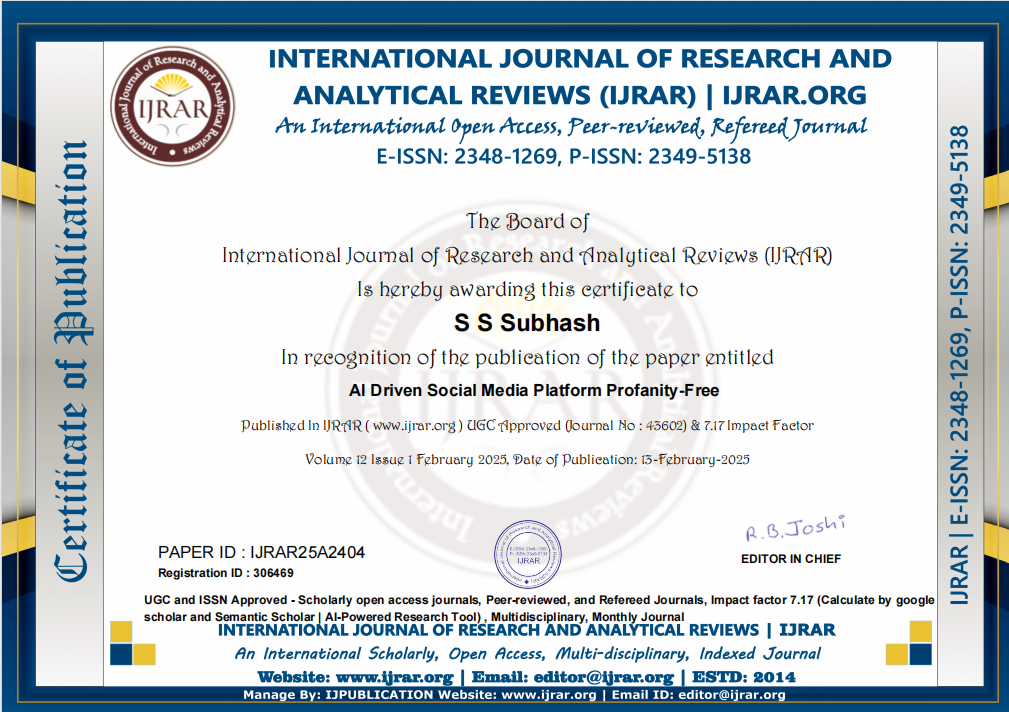 INTERNATIONAL JOURNAL OF RESEARCH AND
ANALYTICAL REVIEWS (IJRAR) | IJRAR.ORG
An International Open Access, Peer-reviewed, Refereed Journal
E-ISSN: 2348-1269, P-ISSN: 2349-5138
International Journal of Research and Analytical Reviews
IJRAR
Certificate of Publication
The Board of
International Journal of Research and Analytical Reviews (IJRAR)
Is hereby awarding this certificate to
S S Subhash
In recognition of the publication of the paper entitled
AI Driven Social Media Platform Profanity-Free
Published In IJRAR ( www.ijrar.org ) UGC Approved (Journal No : 43602) & 7.17 Impact Factor
Volume 12 Issue 1 February 2025, Date of Publication: 13-February-2025
PAPER ID : IJRAR25A2404
Registration ID : 306469
E-ISSN 2348-1269
P- ISSN 2349-5138
IJRAR
R.B.Joshi
EDITOR IN CHIEF
UGC and ISSN Approved - Scholarly open access journals, Peer-reviewed, and Refereed Journals, Impact factor 7.17 (Calculate by google
scholar and Semantic Scholar | AI-Powered Research Tool) , Multidisciplinary, Monthly Journal
INTERNATIONAL JOURNAL OF RESEARCH AND ANALYTICAL REVIEWS | IJRAR
An International Scholarly, Open Access, Multi-disciplinary, Indexed Journal
Website: www.ijrar.org | Email: editor@ijrar.org | ESTD: 2014
Manage By: IJPUBLICATION Website: www.ijrar.org | Email ID: editor@ijrar.org
IJRAR | E-ISSN: 2348-1269, P-ISSN: 2349-5138